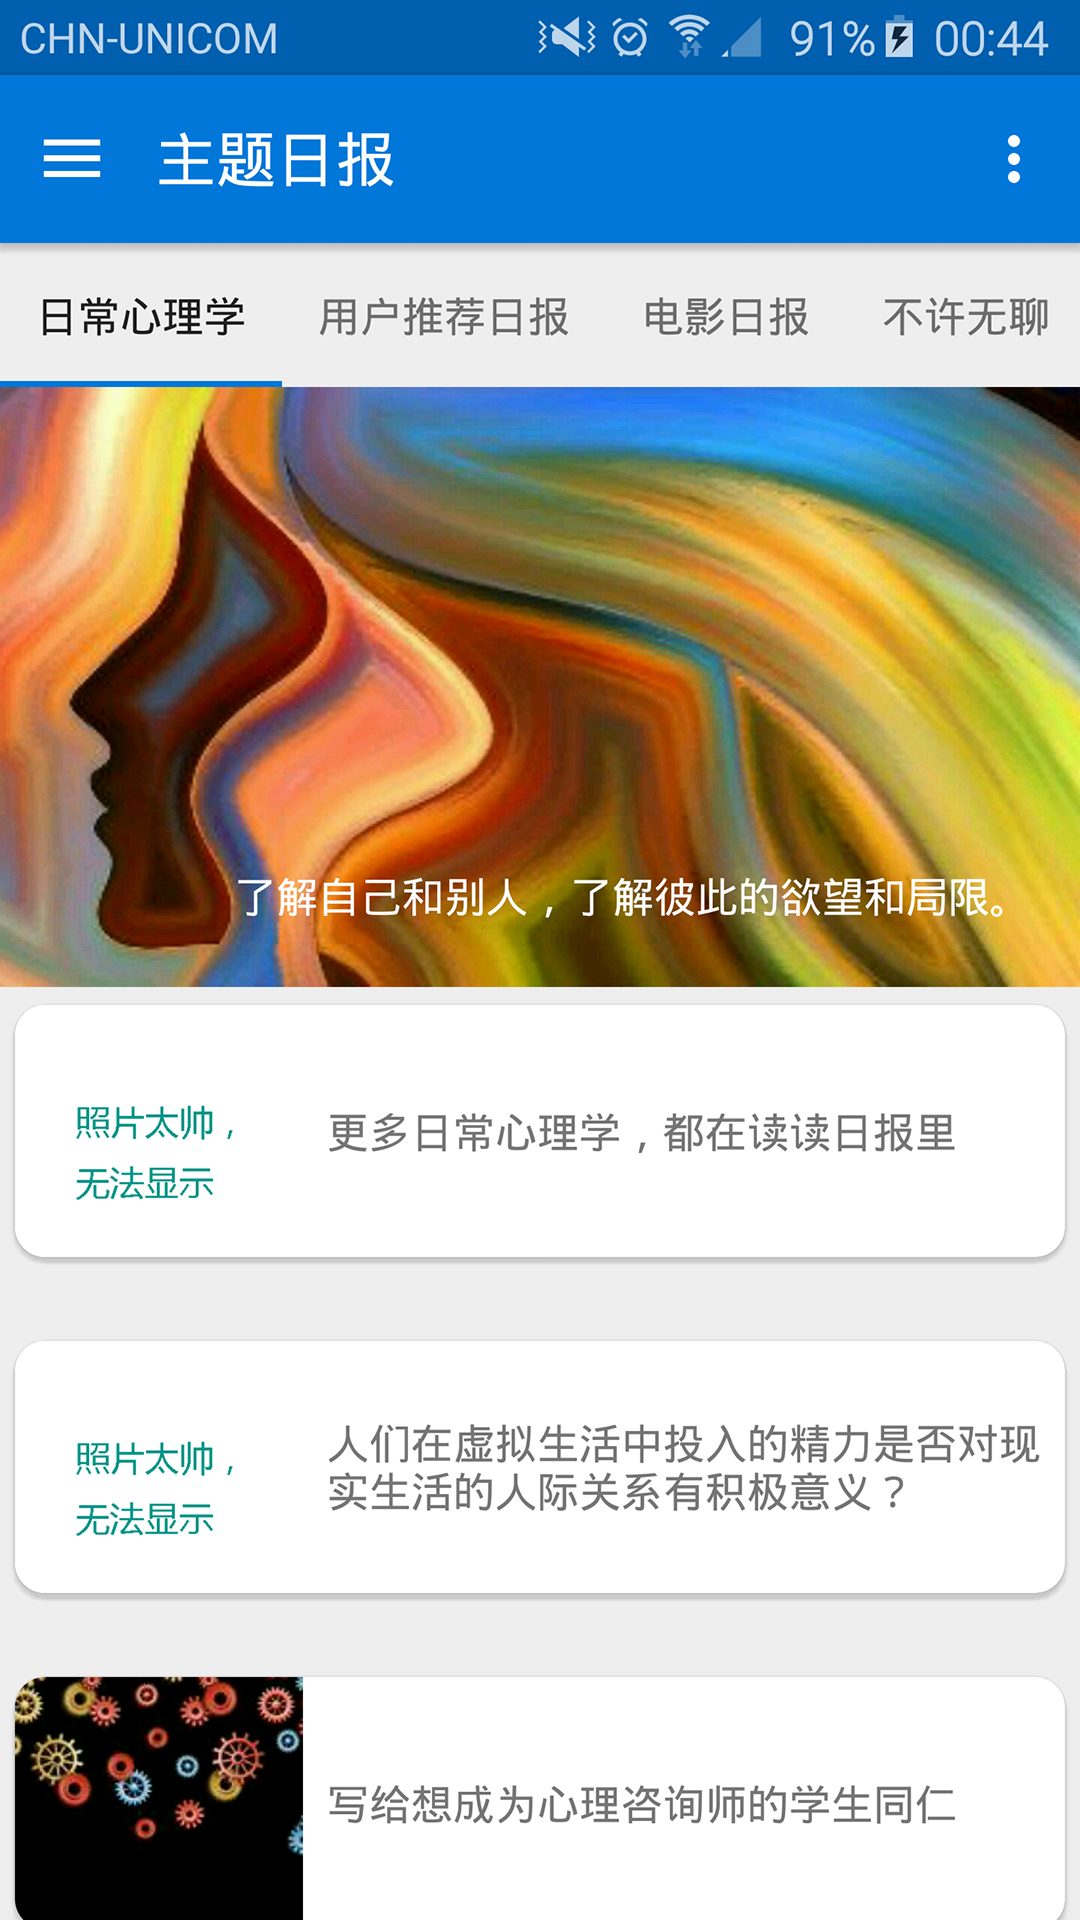 CHN-UNICOM 91% 00:44
主题日报
日常心理学 用户推荐日报 电影日报 不许无聊
了解自己和别人，了解彼此的欲望和局限。
照片太帅，
无法显示
更多日常心理学，都在读读日报里
照片太帅，
无法显示
人们在虚拟生活中投入的精力是否对现
实生活的人际关系有积极意义？
写给想成为心理咨询师的学生同仁